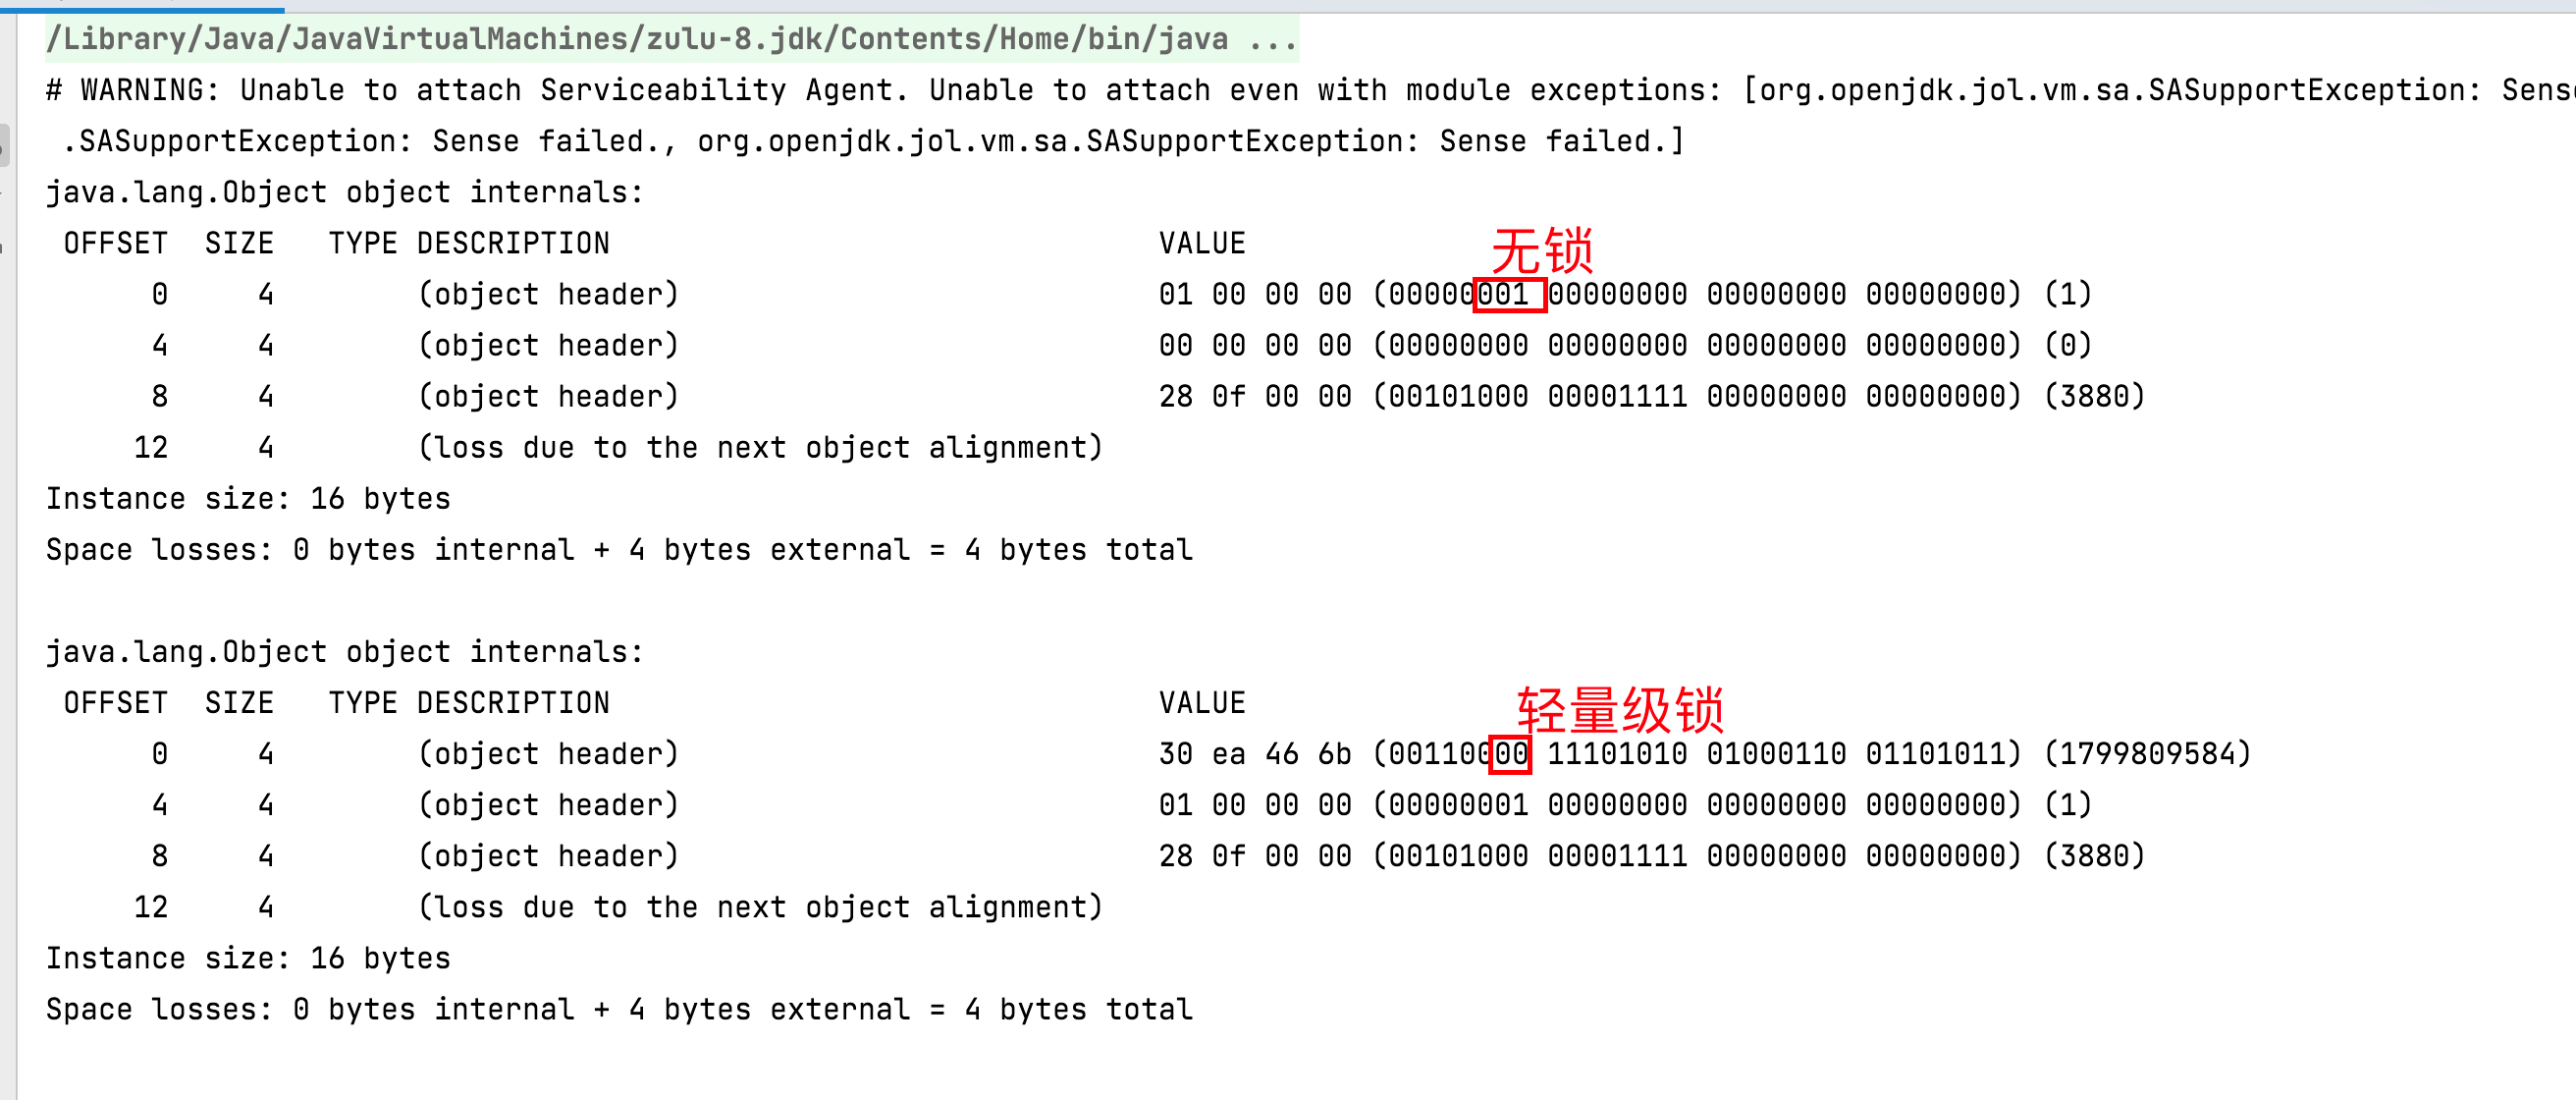 /Library/Java/JavaVirtualMachines/zulu-8.jdk/Contents/Home/bin/java ...
# WARNING: Unable to attach Serviceability Agent. Unable to attach even with module exceptions: [org.openjdk.jol.vm.sa.SASupportException: Sens
.SASupportException: Sense failed., org.openjdk.jol.vm.sa.SASupportException: Sense failed.]
java.lang.Object object internals:
OFFSET SIZE TYPE DESCRIPTION VALUE
无锁
0 4 (object header) 01 00 00 00 (00000001 00000000 00000000 00000000) (1)
4 4 (object header) 00 00 00 00 (00000000 00000000 00000000 00000000) (0)
8 4 (object header) 28 0f 00 00 (00101000 00001111 00000000 00000000) (3880)
12 4 (loss due to the next object alignment)
Instance size: 16 bytes
Space losses: 0 bytes internal + 4 bytes external = 4 bytes total
java.lang.Object object internals:
OFFSET SIZE TYPE DESCRIPTION VALUE
轻量级锁
0 4 (object header) 30 ea 46 6b (00110000 11101010 01000110 01101011) (1799809584)
4 4 (object header) 01 00 00 00 (00000001 00000000 00000000 00000000) (1)
8 4 (object header) 28 0f 00 00 (00101000 00001111 00000000 00000000) (3880)
12 4 (loss due to the next object alignment)
Instance size: 16 bytes
Space losses: 0 bytes internal + 4 bytes external = 4 bytes total